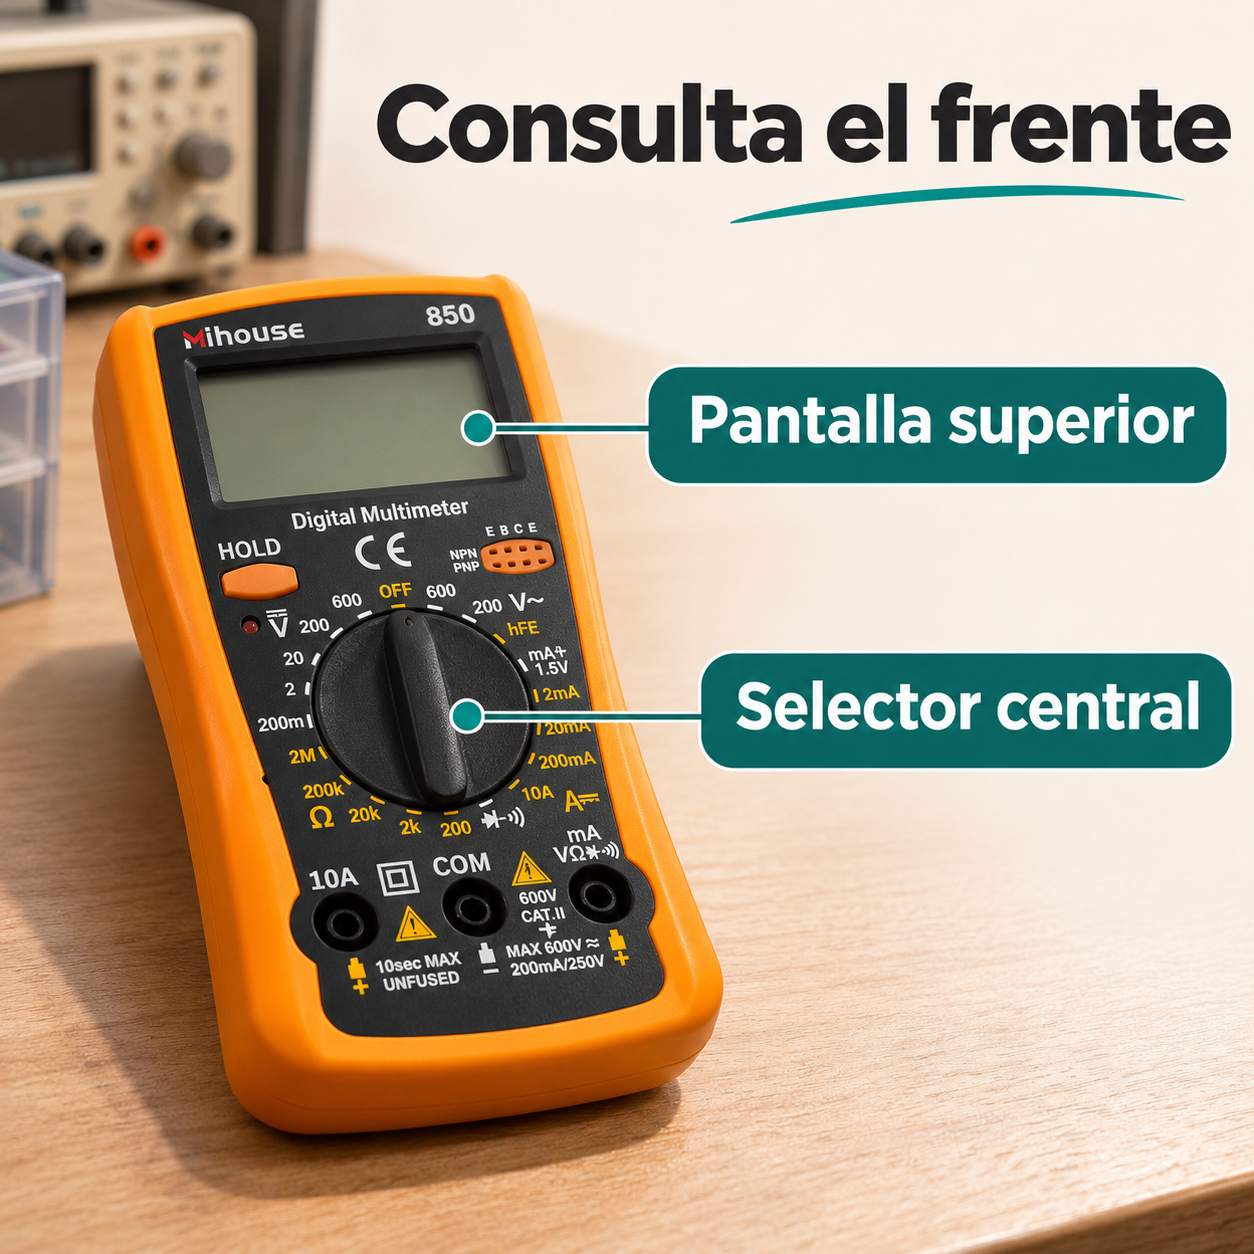 Consulta el frente
Mihouse
850
Pantalla superior
Digital Multimeter
HOLD
CE
E B C E
NPN
PNP
OFF
600
600
200
V~
V
200
hFE
20
mA
1.5V
2
2mA
Selector central
200m
20mA
2M
200mA
200k
10A
A
Ω
20k
2k
200
mA
VΩ
10A
COM
600V
CAT.II
10sec MAX
UNFUSED
MAX 600V ≈
200mA/250V